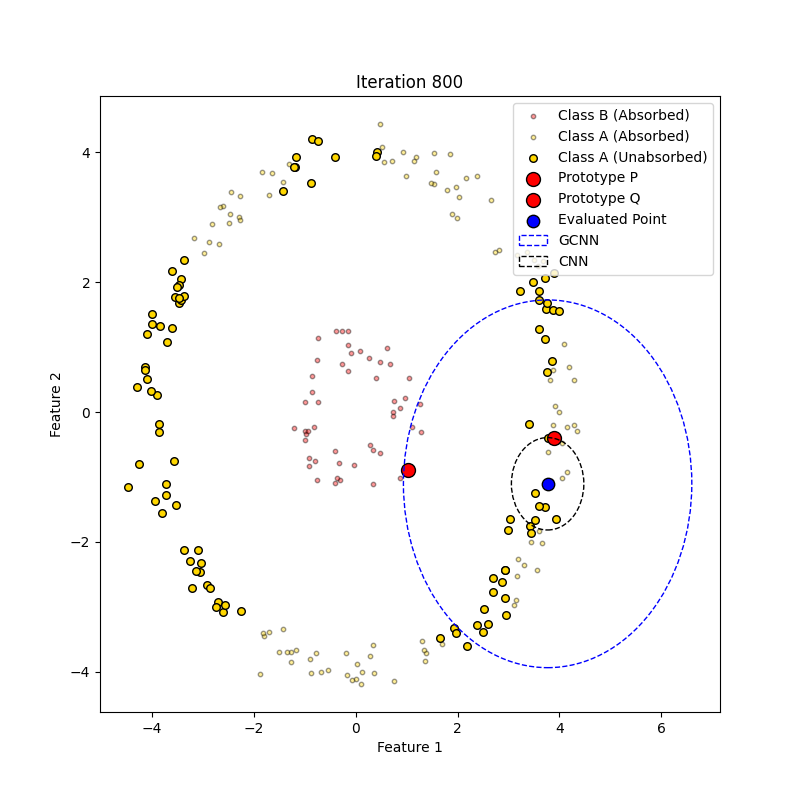 Iteration 800
Class B (Absorbed)
Class A (Absorbed)
Class A (Unabsorbed)
Prototype P
Prototype Q
Evaluated Point
GCNN
CNN
Feature 2
4
2
0
−2
−4
−4
−2
0
2
4
6
Feature 1